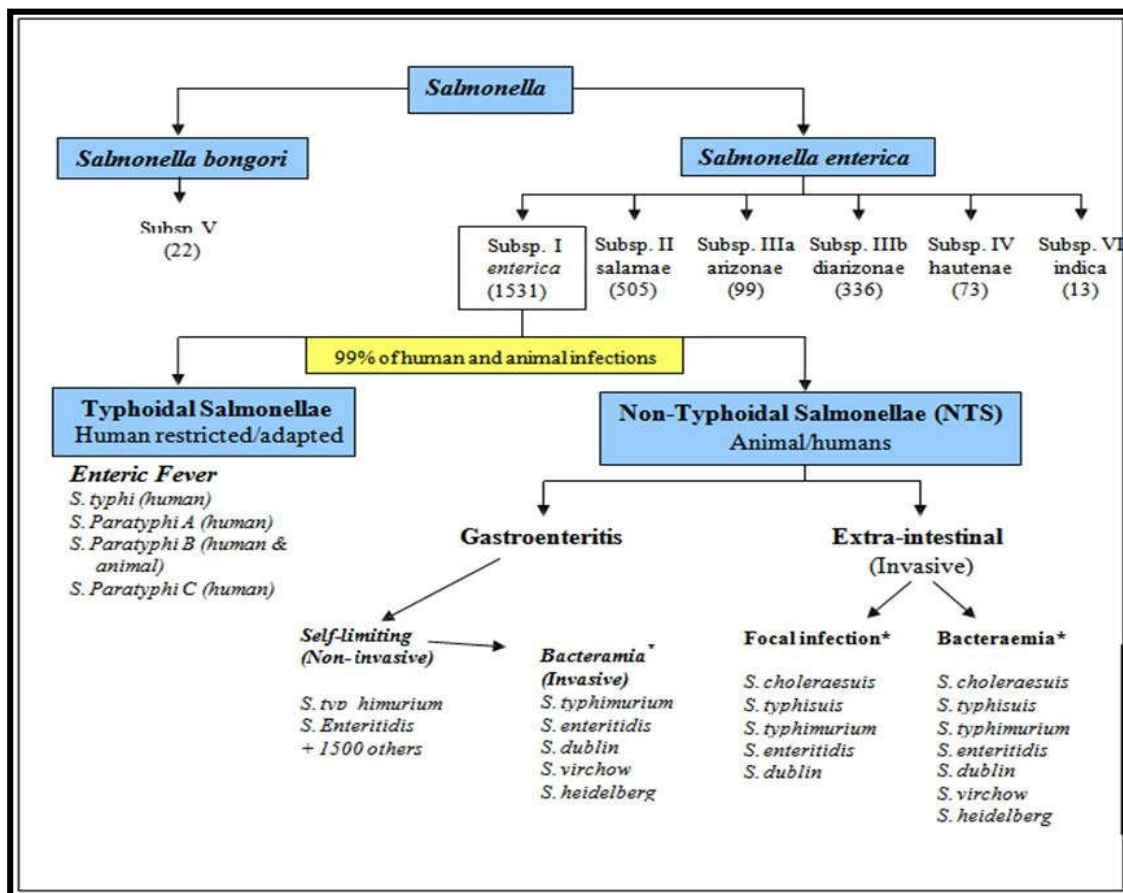 Salmonella
Salmonella bongori
Salmonella enterica
Subsp. V
(22)
Subsp. I
enterica
(1531)
Subsp. II
salamae
(505)
Subsp. IIIa
arizonae
(99)
Subsp. IIIb
diarizonae
(336)
Subsp. IV
hautenae
(73)
Subsp. VI
indica
(13)
99% of human and animal infections
Typhoidal Salmonellae
Human restricted/adapted
Non-Typhoidal Salmonellae (NTS)
Animal/humans
Enteric Fever
S. typhi (human)
S. Paratyphi A (human)
S. Paratyphi B (human &
animal)
S. Paratyphi C (human)
Gastroenteritis
Extra-intestinal
(Invasive)
Self-limiting
(Non-invasive)
S. typ himurium
S. Enteritidis
+ 1500 others
Bacteramia*
(Invasive)
S. typhimurium
S. enteritidis
S. dublin
S. virchow
S. heidelberg
Focal infection*
S. choleraesuis
S. typhisuis
S. typhimurium
S. enteritidis
S. dublin
Bacteraemia*
S. choleraesuis
S. typhisuis
S. typhimurium
S. enteritidis
S. dublin
S. virchow
S. heidelberg